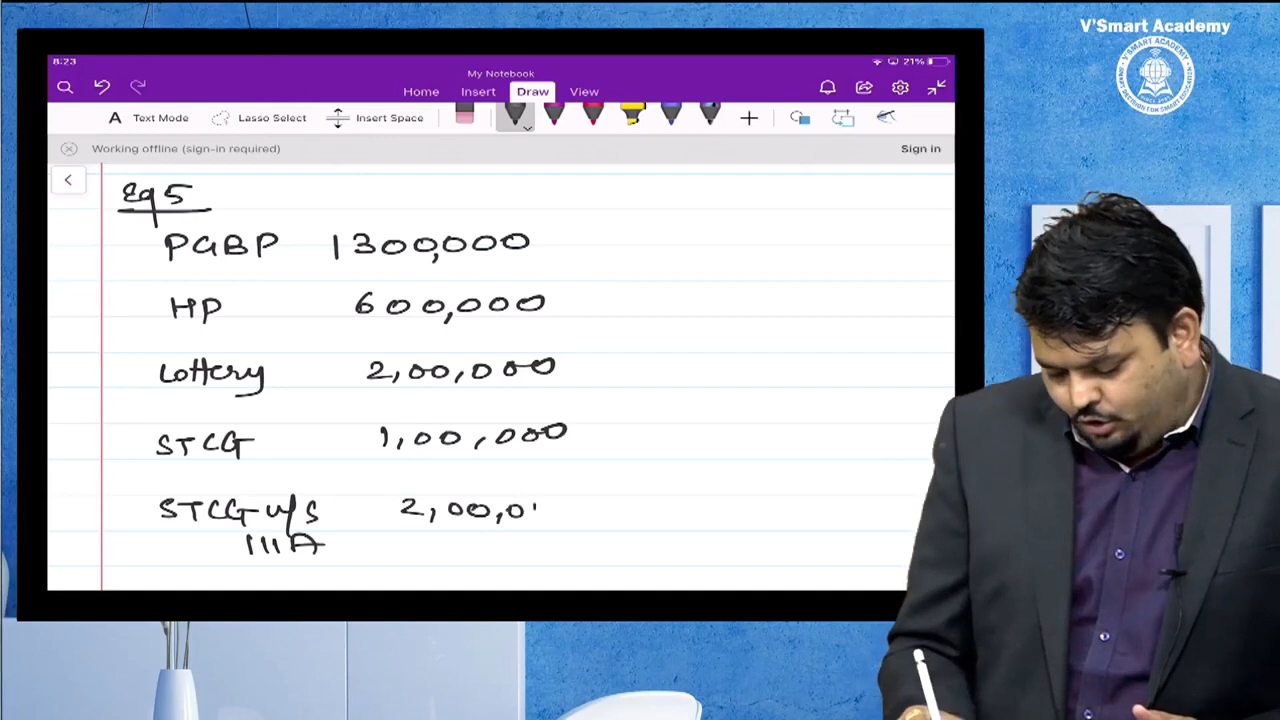 V'Smart Academy
8:23
21%
My Notebook
Home Insert Draw View
Text Mode Lasso Select Insert Space
Working offline (sign-in required) Sign in
Eg 5
PGBP 1300,000
HP 600,000
Lottery 2,00,000
STCG 1,00,000
STCG u/s 2,00,0
111A